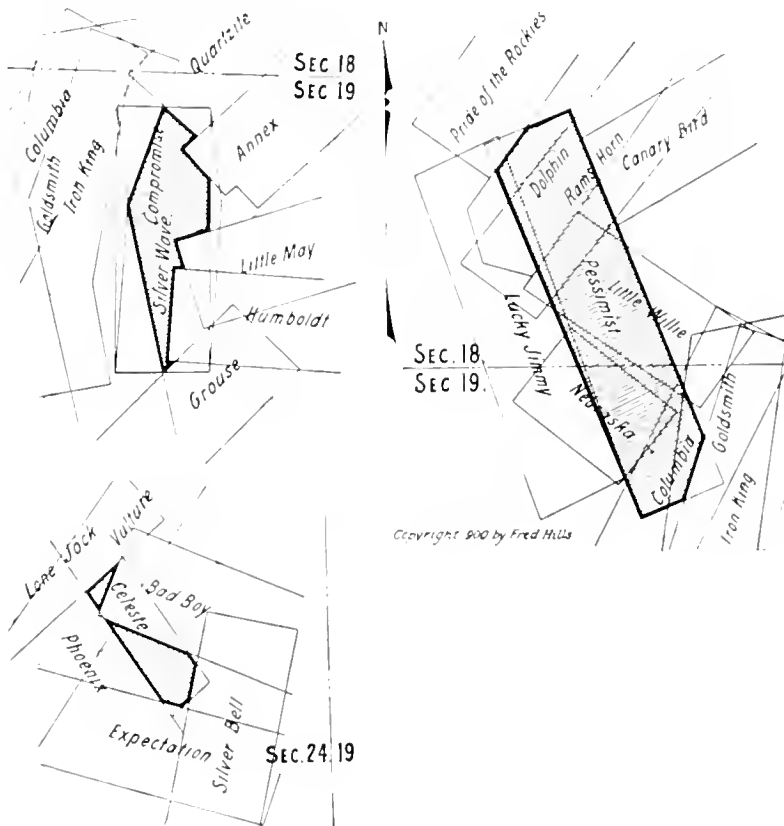 Quartzite
SEC 18
SEC 19
Columbia
Goldsmith
Iron King
Annex
Compromise
Silver Wave.
Little May
Humboldt
Grouse
N
Pride of the Rockies
Dolphin
Rams Horn
Canary Bird
Little Willie
Pessimist
Lucky Jimmy
SEC. 18.
SEC 19.
Nebraska
Goldsmith
Columbia
Iron King
Copyright 900 by Fred Hills
Lone Jack
Vulture
Bad Boy
Celeste
Phoenix
Expectation
Silver Bell
SEC. 24. 19